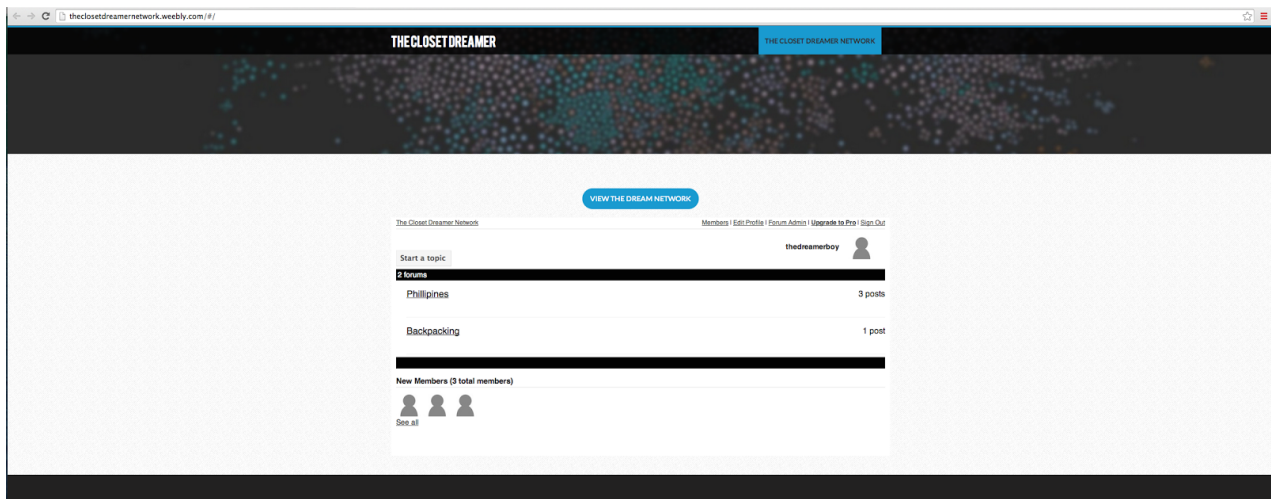 theclosetdreamernetwork.weebly.com/#/
THE CLOSET DREAMER
THE CLOSET DREAMER NETWORK
VIEW THE DREAM NETWORK
The Closet Dreamer Network
Members | Edit Profile | Forum Admin | Upgrade to Pro | Sign Out
thedreamerboy
Start a topic
2 forums
Phillipines 3 posts
Backpacking 1 post
New Members (3 total members)
See all